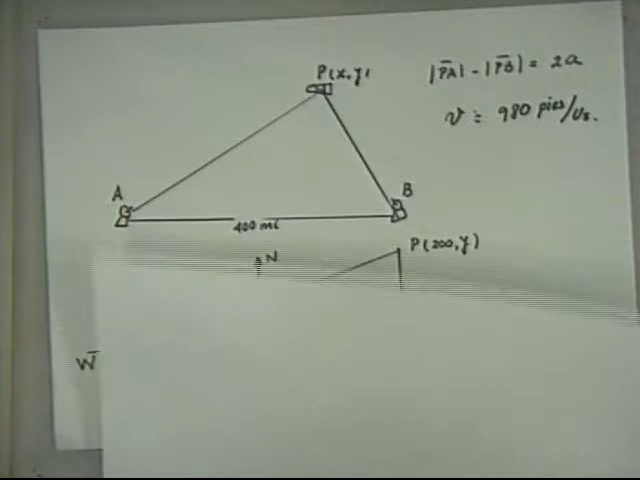 P(x,y)
|PA| - |PB| = 2a
v = 980 pies/us.
A
B
400 mi
N
P(200,y)
W